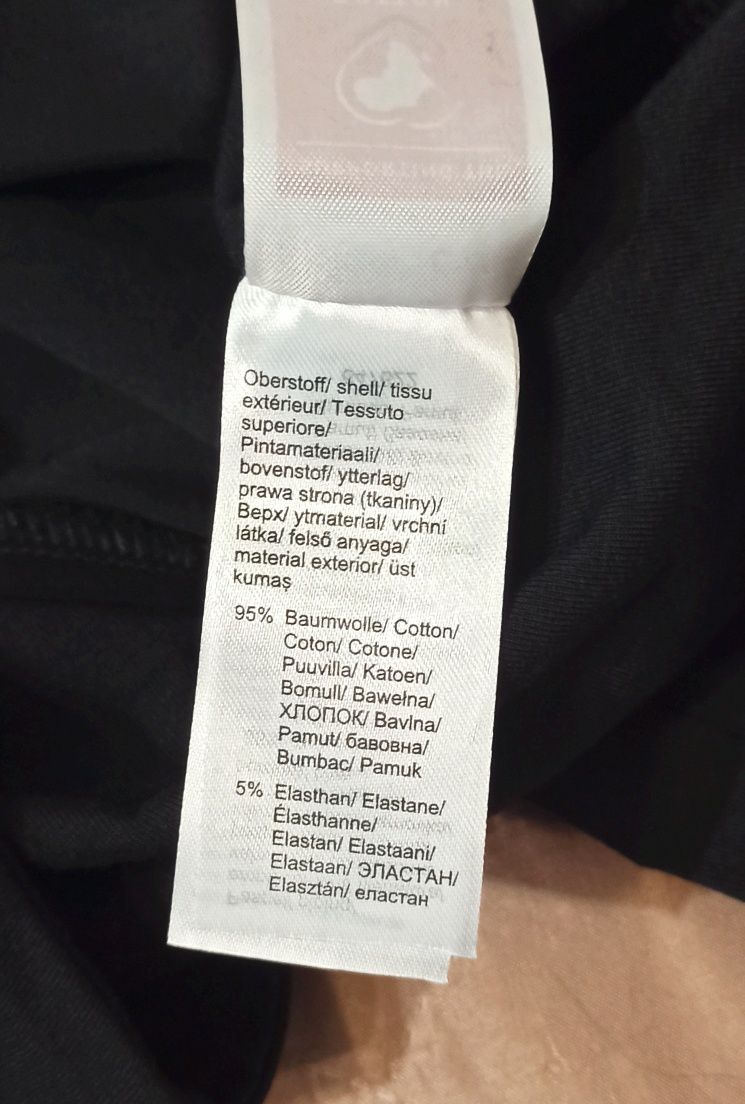 Oberstoff/ shell/ tissu
extérieur/ Tessuto
superiore/
Pintamateriaali/
bovenstof/ ytterlag/
prawa strona (tkaniny)/
Верх/ ytmaterial/ vrchní
látka/ felső anyaga/
material exterior/ üst
kumaş
95% Baumwolle/ Cotton/
Coton/ Cotone/
Puuvilla/ Katoen/
Bomull/ Bawełna/
ХЛОПОК/ Bavlna/
Pamut/ бавовна/
Bumbac/ Pamuk
5% Elasthan/ Elastane/
Élasthanne/
Elastan/ Elastaani/
Elastaan/ ЭЛАСТАН/
Elasztán/ еластан